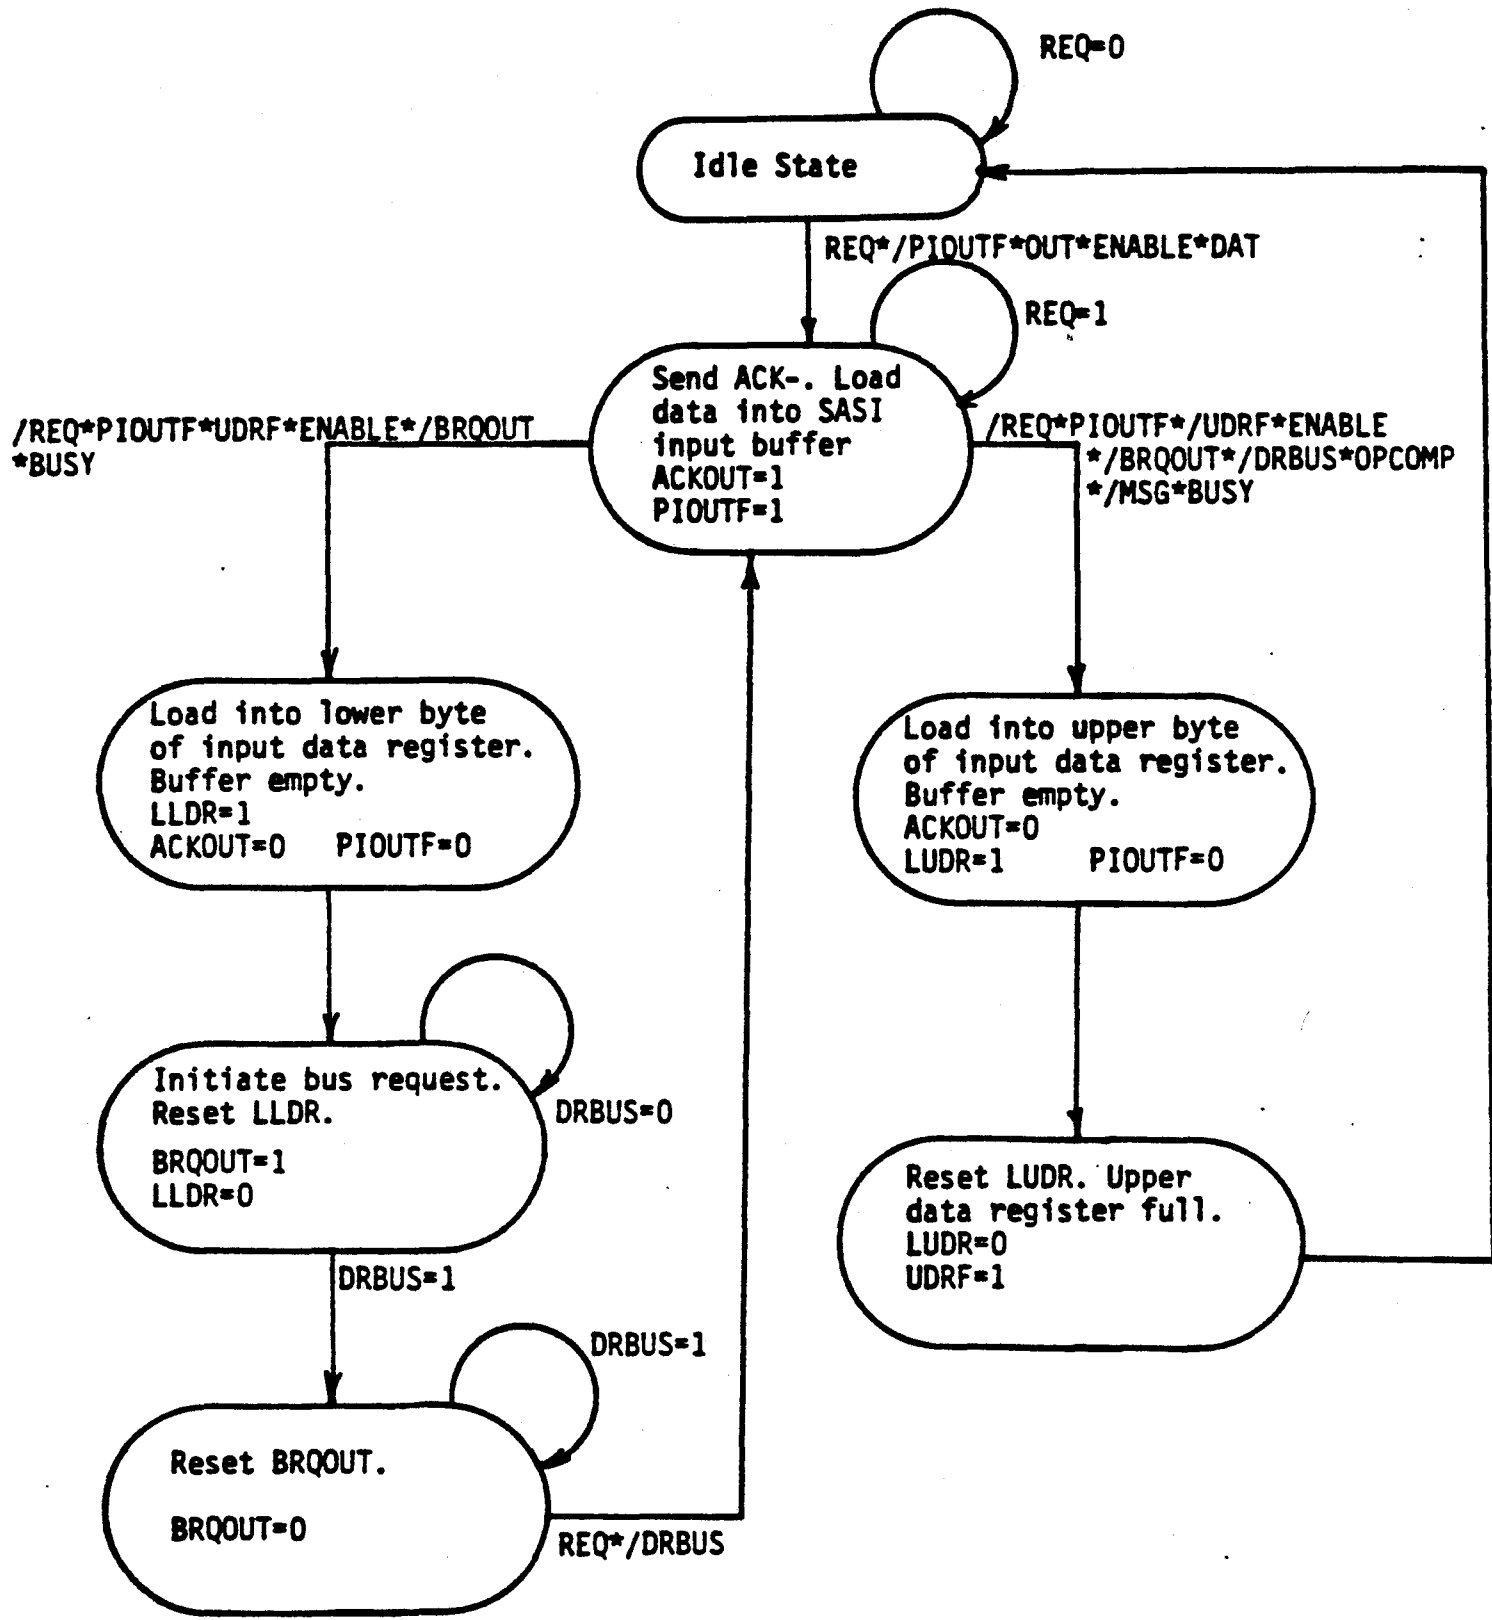 REQ=0
Idle State
REQ*/PIOUTF*OUT*ENABLE*DAT
REQ=1
Send ACK-. Load
data into SASI
input buffer
ACKOUT=1
PIOUTF=1
/REQ*PIOUTF*UDRF*ENABLE*/BRQOUT
*BUSY
/REQ*PIOUTF*/UDRF*ENABLE
*/BRQOUT*/DRBUS*OPCOMP
*/MSG*BUSY
Load into lower byte
of input data register.
Buffer empty.
LLDR=1
ACKOUT=0 PIOUTF=0
Load into upper byte
of input data register.
Buffer empty.
ACKOUT=0
LUDR=1 PIOUTF=0
Initiate bus request.
Reset LLDR.
BRQOUT=1
LLDR=0
DRBUS=0
DRBUS=1
Reset LUDR. Upper
data register full.
LUDR=0
UDRF=1
DRBUS=1
Reset BRQOUT.
BRQOUT=0
REQ*/DRBUS